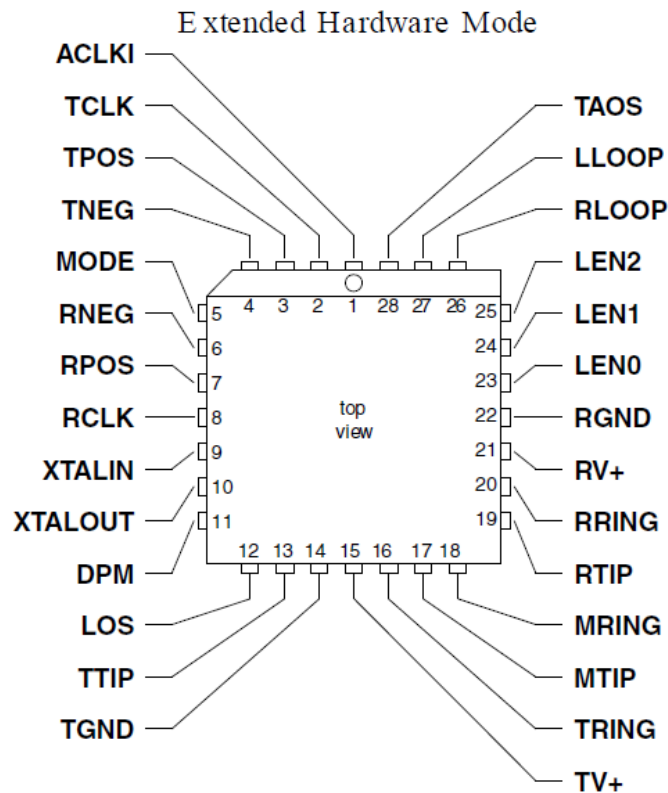 Extended Hardware Mode
ACLKI
TCLK
TPOS
TNEG
MODE
RNEG
RPOS
RCLK
XTALIN
XTALOUT
DPM
LOS
TTIP
TGND
TAOS
LLOOP
RLOOP
LEN2
LEN1
LEN0
RGND
RV+
RRING
RTIP
MRING
MTIP
TRING
TV+
4 3 2 1 28 27 26
5
6
7
8
9
10
11
25
24
23
22
21
20
19
top
view
12 13 14 15 16 17 18